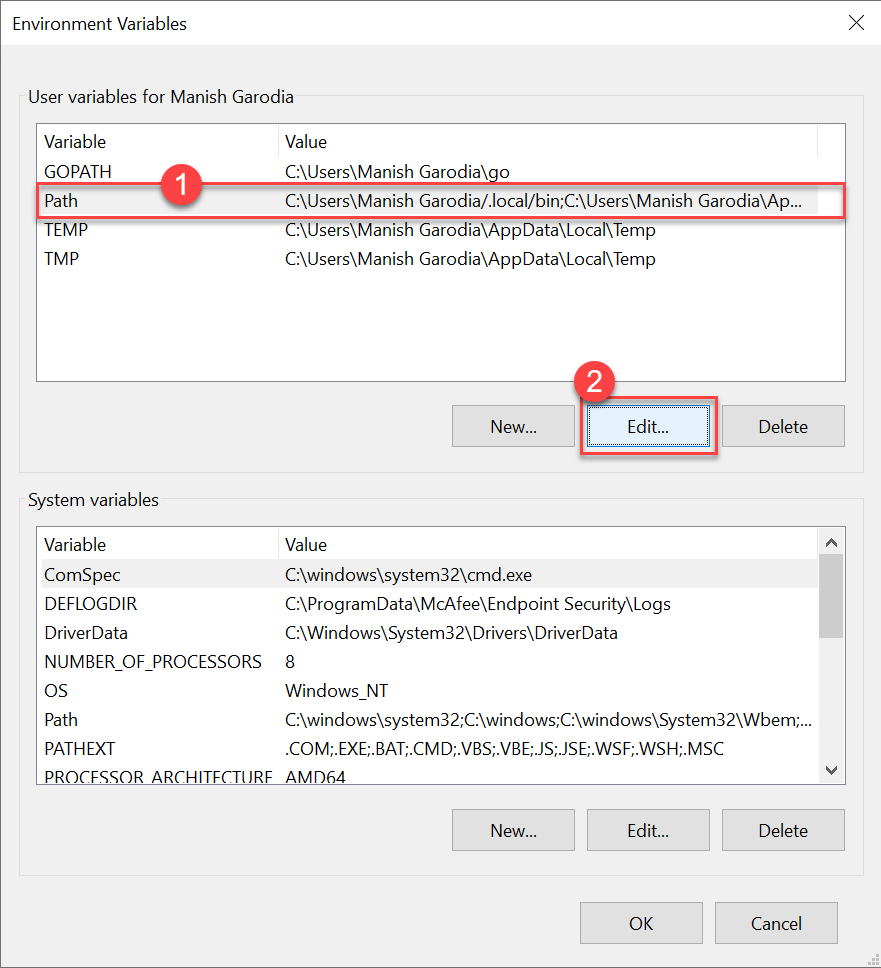 Environment Variables
User variables for Manish Garodia
Variable Value
GOPATH C:\Users\Manish Garodia\go
1
Path C:\Users\Manish Garodia/.local/bin;C:\Users\Manish Garodia\Ap...
TEMP C:\Users\Manish Garodia\AppData\Local\Temp
TMP C:\Users\Manish Garodia\AppData\Local\Temp
2
New... Edit... Delete
System variables
Variable Value
ComSpec C:\windows\system32\cmd.exe
DEFLOGDIR C:\ProgramData\McAfee\Endpoint Security\Logs
DriverData C:\Windows\System32\Drivers\DriverData
NUMBER_OF_PROCESSORS 8
OS Windows_NT
Path C:\windows\system32;C:\windows;C:\windows\System32\Wbem;...
PATHEXT .COM;.EXE;.BAT;.CMD;.VBS;.VBE;.JS;.JSE;.WSF;.WSH;.MSC
PROCESSOR_ARCHITECTURE AMD64
New... Edit... Delete
OK Cancel